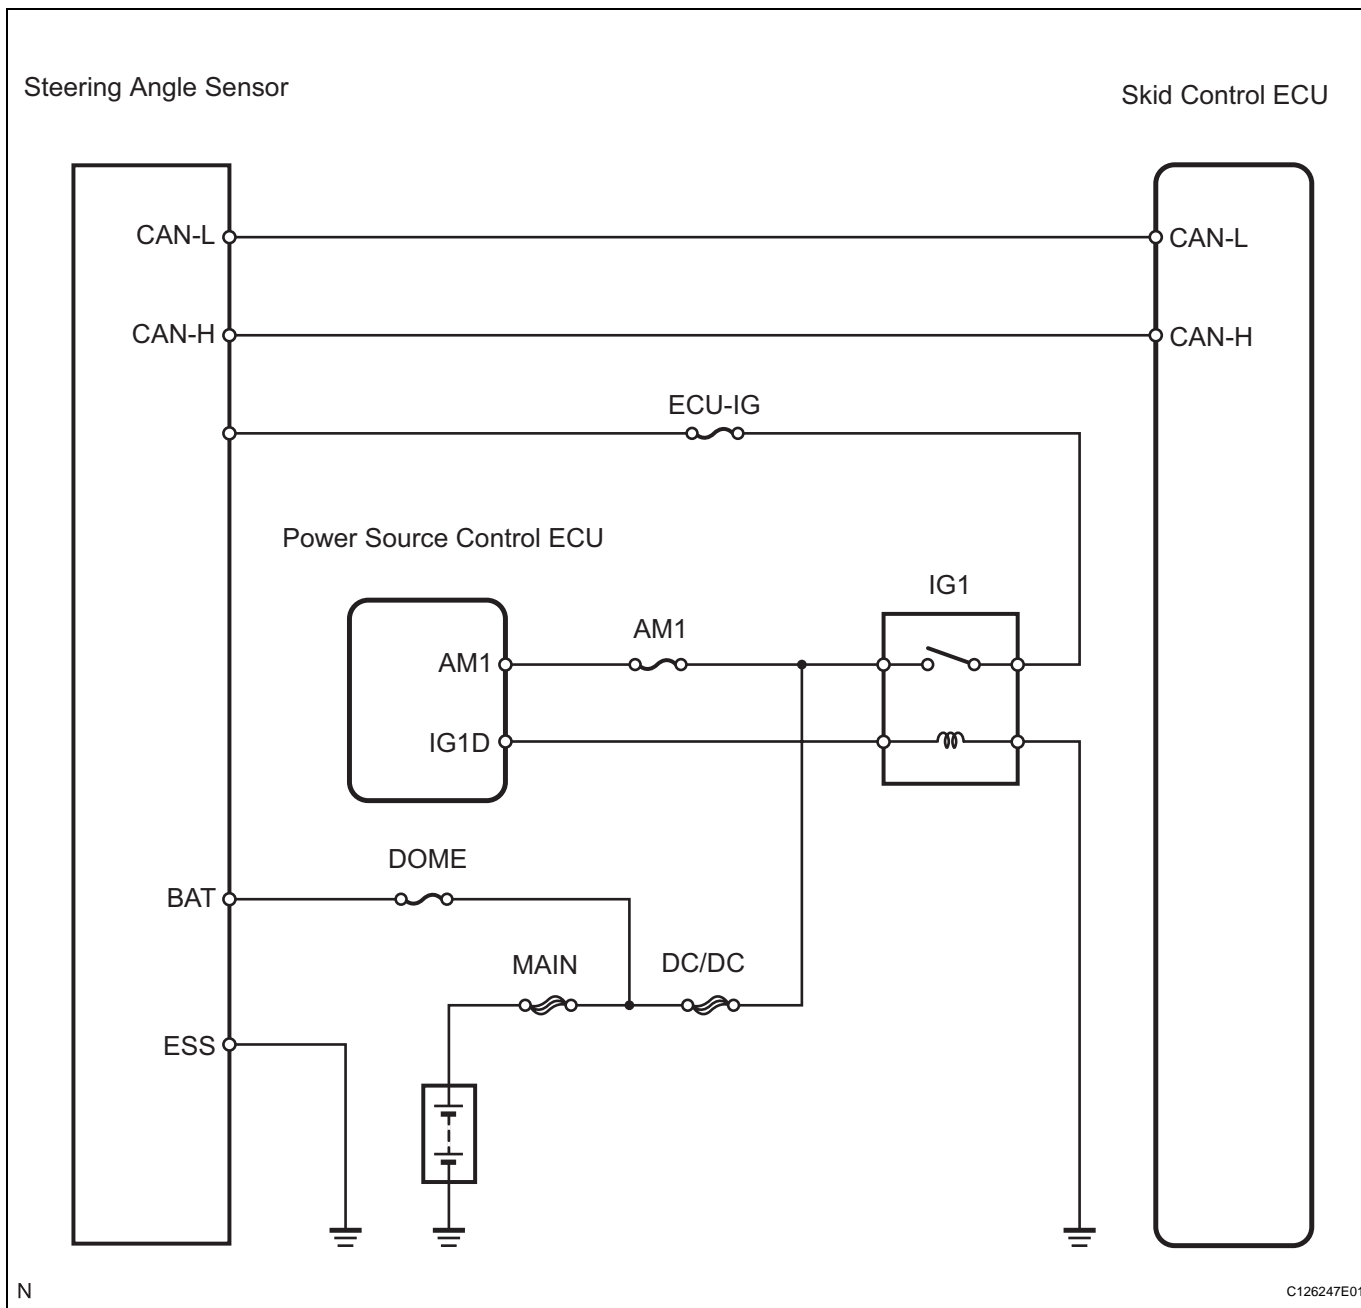 Steering Angle Sensor
Skid Control ECU
CAN-L
CAN-L
CAN-H
CAN-H
ECU-IG
Power Source Control ECU
IG1
AM1
AM1
IG1D
DOME
BAT
MAIN
DC/DC
ESS
N
C126247E01